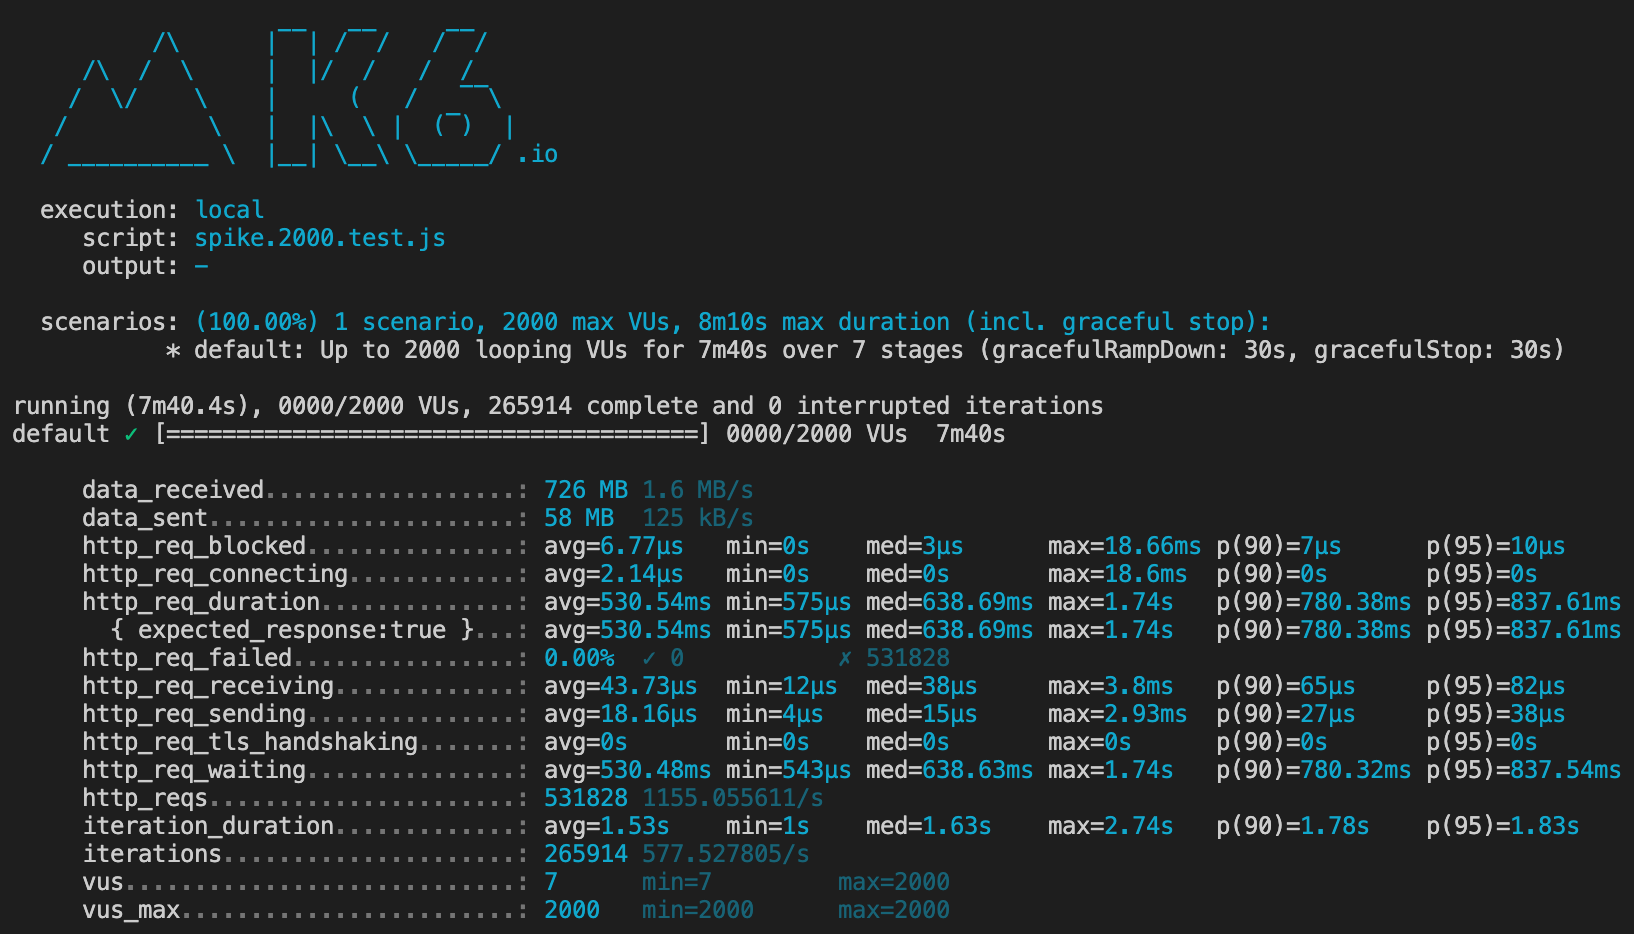 /\      |‾‾| /‾‾/   /‾‾/
     /\  /  \     |  |/  /   /  /
    /  \/    \    |     (   /   ‾‾\
   /          \   |  |\  \ |  (‾)  |
  / __________ \  |__| \__\ \_____/ .io
execution: local
script: spike.2000.test.js
output: -
scenarios: (100.00%) 1 scenario, 2000 max VUs, 8m10s max duration (incl. graceful stop):
* default: Up to 2000 looping VUs for 7m40s over 7 stages (gracefulRampDown: 30s, gracefulStop: 30s)
running (7m40.4s), 0000/2000 VUs, 265914 complete and 0 interrupted iterations
default ✓ [======================================] 0000/2000 VUs  7m40s
data_received..................: 726 MB 1.6 MB/s
data_sent......................: 58 MB  125 kB/s
http_req_blocked...............: avg=6.77µs   min=0s    med=3µs      max=18.66ms p(90)=7µs      p(95)=10µs
http_req_connecting............: avg=2.14µs   min=0s    med=0s       max=18.6ms  p(90)=0s       p(95)=0s
http_req_duration..............: avg=530.54ms min=575µs med=638.69ms max=1.74s   p(90)=780.38ms p(95)=837.61ms
{ expected_response:true }...: avg=530.54ms min=575µs med=638.69ms max=1.74s   p(90)=780.38ms p(95)=837.61ms
http_req_failed................: 0.00%  ✓ 0           ✗ 531828
http_req_receiving.............: avg=43.73µs  min=12µs  med=38µs     max=3.8ms   p(90)=65µs     p(95)=82µs
http_req_sending...............: avg=18.16µs  min=4µs   med=15µs     max=2.93ms  p(90)=27µs     p(95)=38µs
http_req_tls_handshaking.......: avg=0s       min=0s    med=0s       max=0s      p(90)=0s       p(95)=0s
http_req_waiting...............: avg=530.48ms min=543µs med=638.63ms max=1.74s   p(90)=780.32ms p(95)=837.54ms
http_reqs......................: 531828 1155.055611/s
iteration_duration.............: avg=1.53s    min=1s    med=1.63s    max=2.74s   p(90)=1.78s    p(95)=1.83s
iterations.....................: 265914 577.527805/s
vus............................: 7      min=7         max=2000
vus_max........................: 2000   min=2000      max=2000